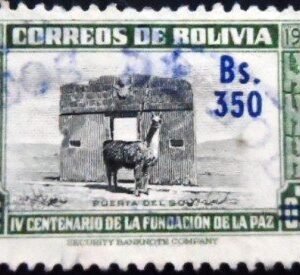 CORREOS DE BOLIVIA
19
Bs.
350
PUERTA DEL SOL
IV CENTENARIO DE LA FUNDACION DE LA PAZ
SECURITY BANKNOTE COMPANY